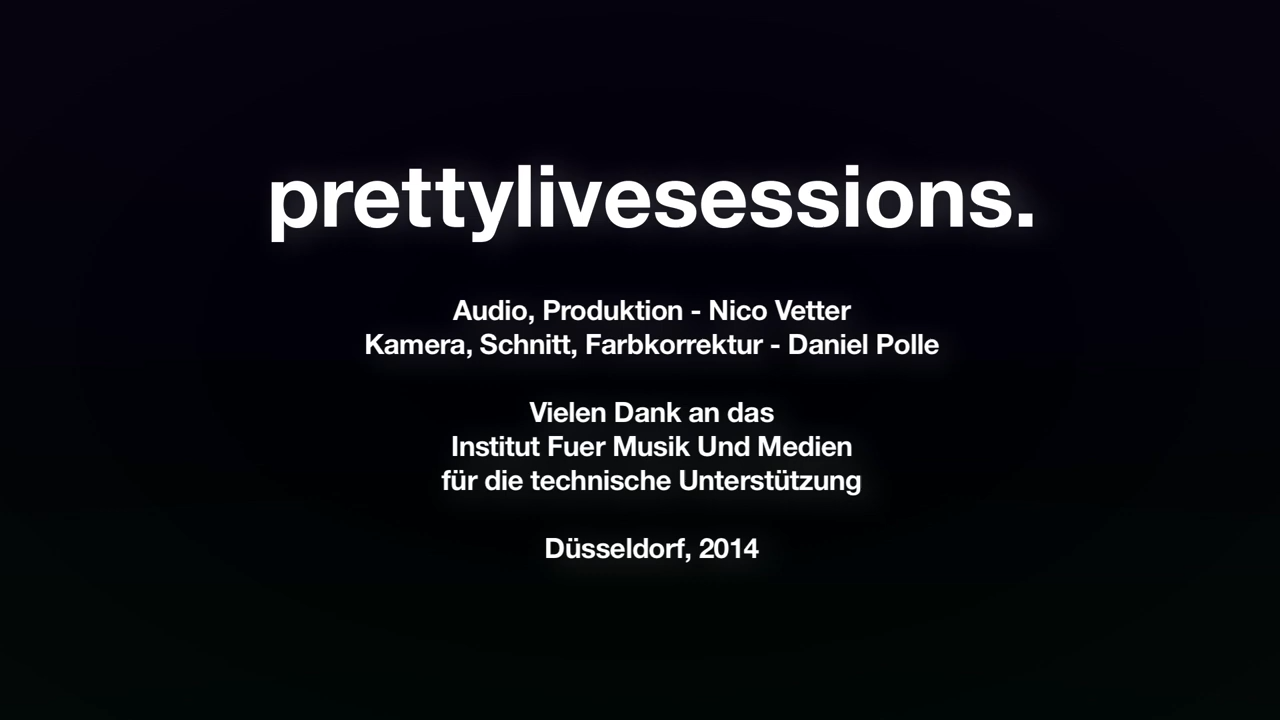 prettylivesessions.
Audio, Produktion - Nico Vetter
Kamera, Schnitt, Farbkorrektur - Daniel Polle
Vielen Dank an das
Institut Fuer Musik Und Medien
für die technische Unterstützung
Düsseldorf, 2014